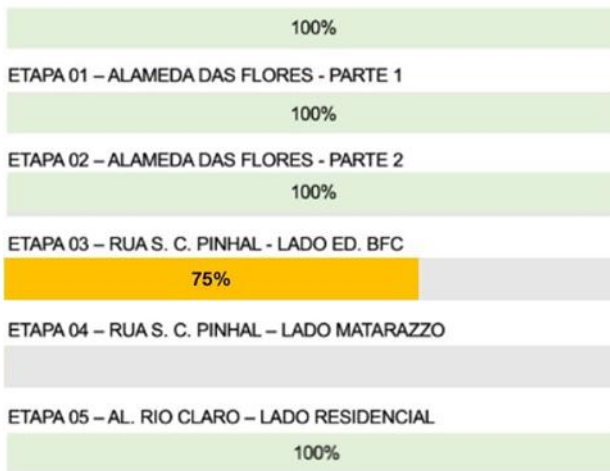 100%
ETAPA 01 – ALAMEDA DAS FLORES - PARTE 1
100%
ETAPA 02 – ALAMEDA DAS FLORES - PARTE 2
100%
ETAPA 03 – RUA S. C. PINHAL - LADO ED. BFC
75%
ETAPA 04 – RUA S. C. PINHAL – LADO MATARAZZO
ETAPA 05 – AL. RIO CLARO – LADO RESIDENCIAL
100%